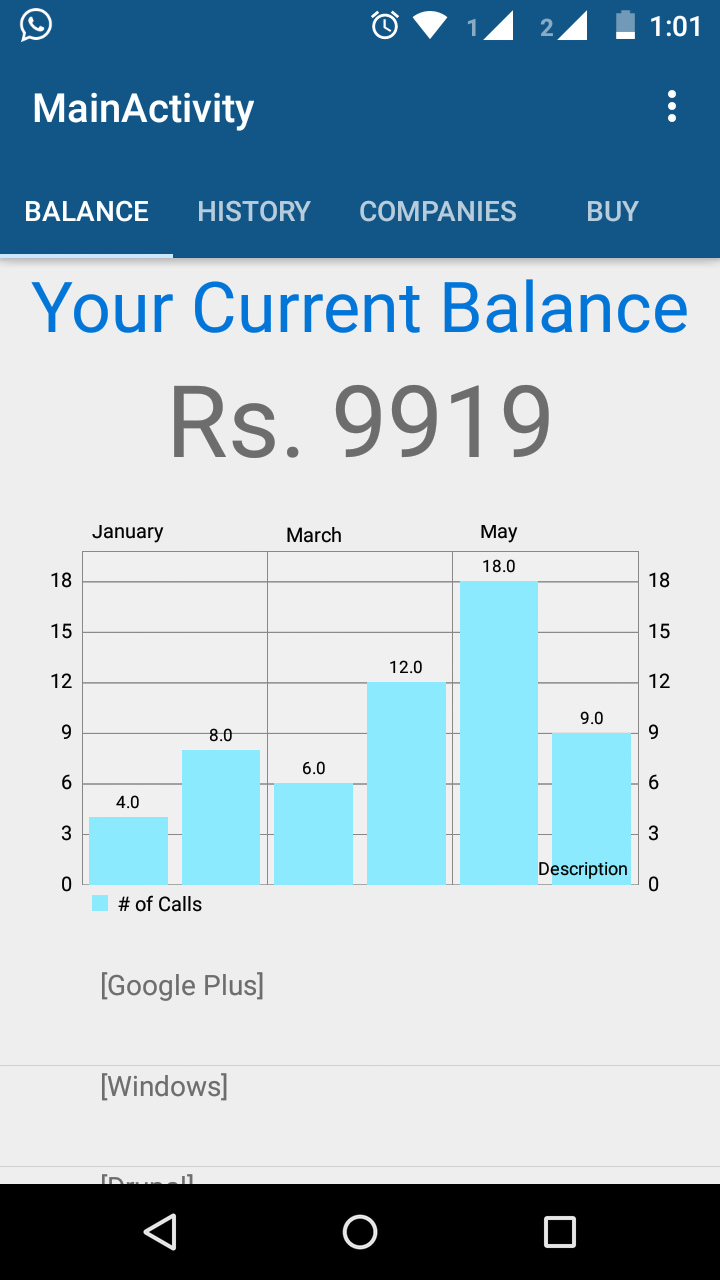 1 2 1:01
MainActivity
BALANCE HISTORY COMPANIES BUY
Your Current Balance
Rs. 9919
January March May
18.0
18 18
15 15
12.0
12 12
9.0
8.0
9 9
6.0
6 6
4.0
3 3
Description
0 0
# of Calls
[Google Plus]
[Windows]
[Drupal]